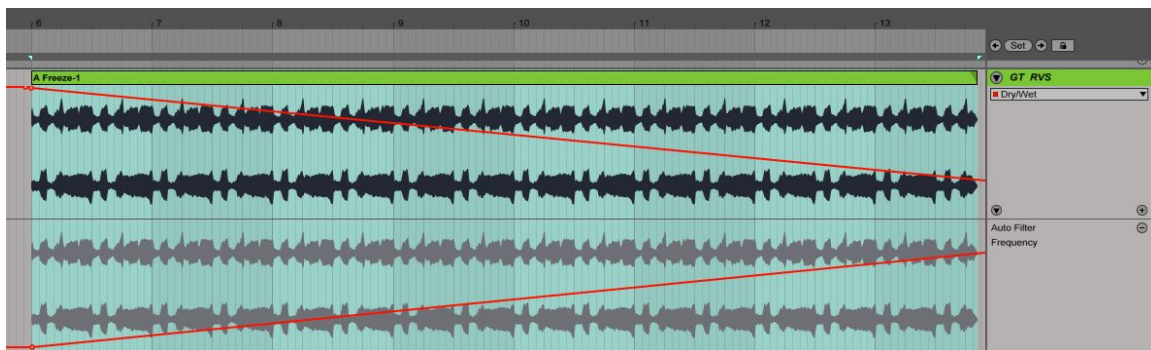 6 7 8 9 10 11 12 13
Set
A Freeze-1
GT RVS
Dry/Wet
Auto Filter
Frequency